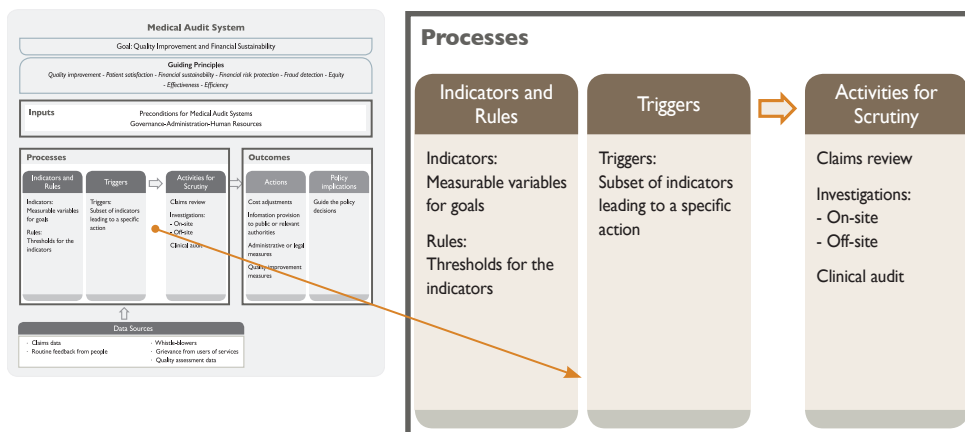 Medical Audit System
Goal: Quality Improvement and Financial Sustainability
Guiding Principles
Quality improvement - Patient satisfaction - Financial sustainability - Financial risk protection - Fraud detection - Equity
- Effectiveness - Efficiency
Inputs
Preconditions for Medical Audit Systems
Governance-Administration-Human Resources
Processes
Indicators and
Rules
Indicators:
Measurable variables
for goals
Rules:
Thresholds for the
indicators
Triggers
Triggers:
Subset of indicators
leading to a specific
action
Activities for
Scrutiny
Claims review
Investigations:
- On-site
- Off-site
Clinical audit
Outcomes
Actions
Cost adjustments
Infomation provision
to public or relevant
authorities
Administrative or legal
measures
Quality improvement
measures
Policy
implications
Guide the policy
decisions
Data Sources
· Claims data
· Routine feedback from people
· Whistle-blowers
· Grievance from users of services
· Quality assessment data
Processes
Indicators and
Rules
Indicators:
Measurable variables
for goals
Rules:
Thresholds for the
indicators
Triggers
Triggers:
Subset of indicators
leading to a specific
action
Activities for
Scrutiny
Claims review
Investigations:
- On-site
- Off-site
Clinical audit